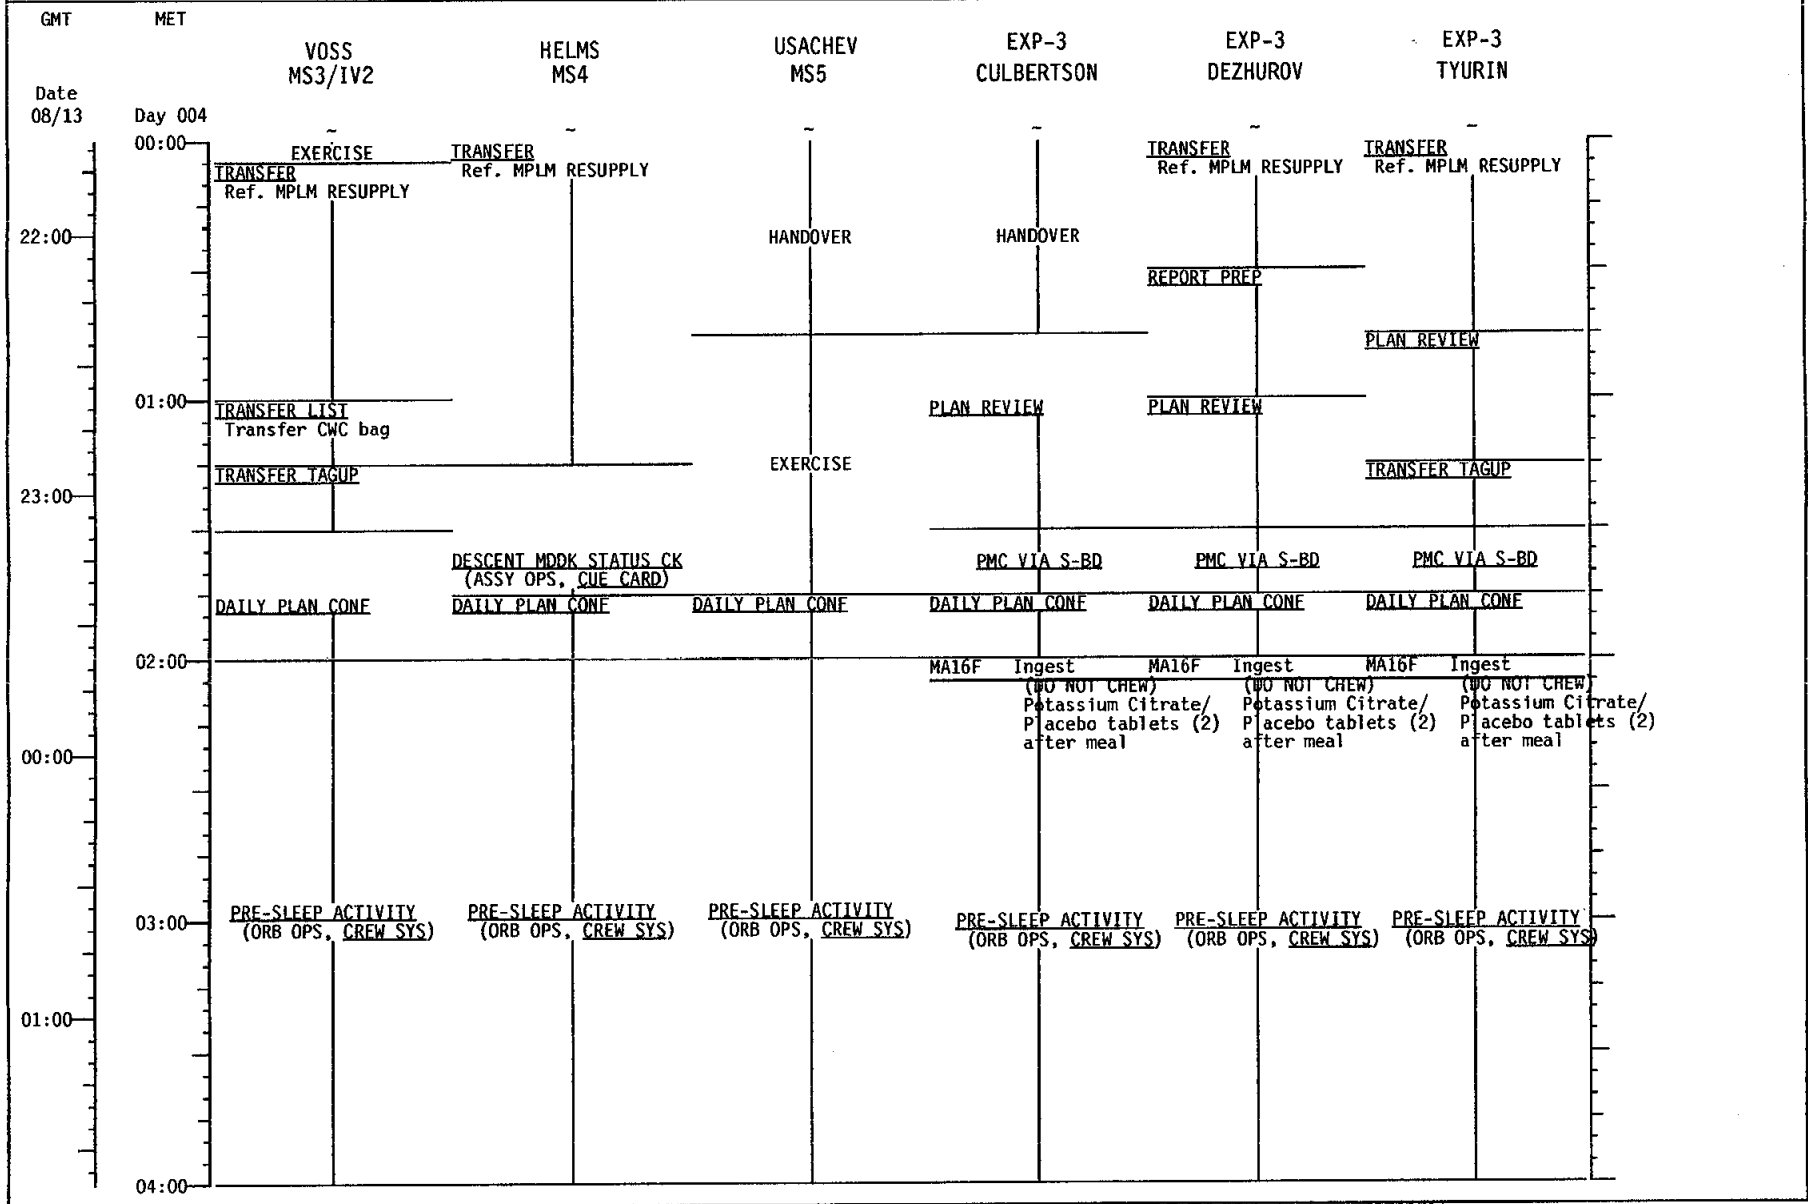 GMT MET
VOSS HELMS USACHEV EXP-3 EXP-3 EXP-3
MS3/IV2 MS4 MS5 CULBERTSON DEZHUROV TYURIN
Date
08/13 Day 004
~ ~ ~ ~ ~ ~
00:00 EXERCISE TRANSFER TRANSFER TRANSFER
TRANSFER Ref. MPLM RESUPPLY Ref. MPLM RESUPPLY Ref. MPLM RESUPPLY
Ref. MPLM RESUPPLY
22:00 HANDOVER HANDOVER
REPORT PREP
PLAN REVIEW
01:00 TRANSFER LIST PLAN REVIEW PLAN REVIEW
Transfer CWC bag
EXERCISE
TRANSFER TAGUP TRANSFER TAGUP
23:00
DESCENT MDDK STATUS CK PMC VIA S-BD PMC VIA S-BD PMC VIA S-BD
(ASSY OPS, CUE CARD)
DAILY PLAN CONF DAILY PLAN CONF DAILY PLAN CONF DAILY PLAN CONF DAILY PLAN CONF DAILY PLAN CONF
02:00 MA16F Ingest MA16F Ingest MA16F Ingest
(DO NOT CHEW) (DO NOT CHEW) (DO NOT CHEW)
Potassium Citrate/ Potassium Citrate/ Potassium Citrate/
Placebo tablets (2) Placebo tablets (2) Placebo tablets (2)
after meal after meal after meal
00:00
03:00 PRE-SLEEP ACTIVITY PRE-SLEEP ACTIVITY PRE-SLEEP ACTIVITY PRE-SLEEP ACTIVITY PRE-SLEEP ACTIVITY PRE-SLEEP ACTIVITY
(ORB OPS, CREW SYS) (ORB OPS, CREW SYS) (ORB OPS, CREW SYS) (ORB OPS, CREW SYS) (ORB OPS, CREW SYS) (ORB OPS, CREW SYS)
01:00
04:00